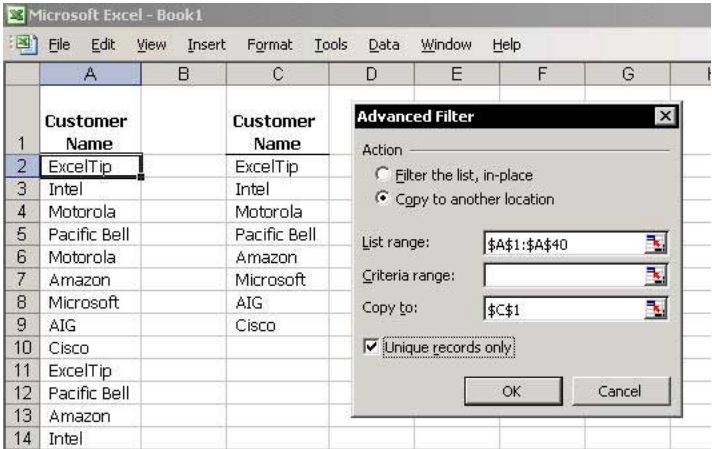 Microsoft Excel - Book1
File Edit View Insert Format Tools Data Window Help
A B C D E F G
1 Customer Name Customer Name
2 ExcelTip ExcelTip
3 Intel Intel
4 Motorola Motorola
5 Pacific Bell Pacific Bell
6 Motorola Amazon
7 Amazon Microsoft
8 Microsoft AIG
9 AIG Cisco
10 Cisco
11 ExcelTip
12 Pacific Bell
13 Amazon
14 Intel
Advanced Filter
Action
Filter the list, in-place
Copy to another location
List range: $A$1:$A$40
Criteria range:
Copy to: $C$1
Unique records only
OK Cancel